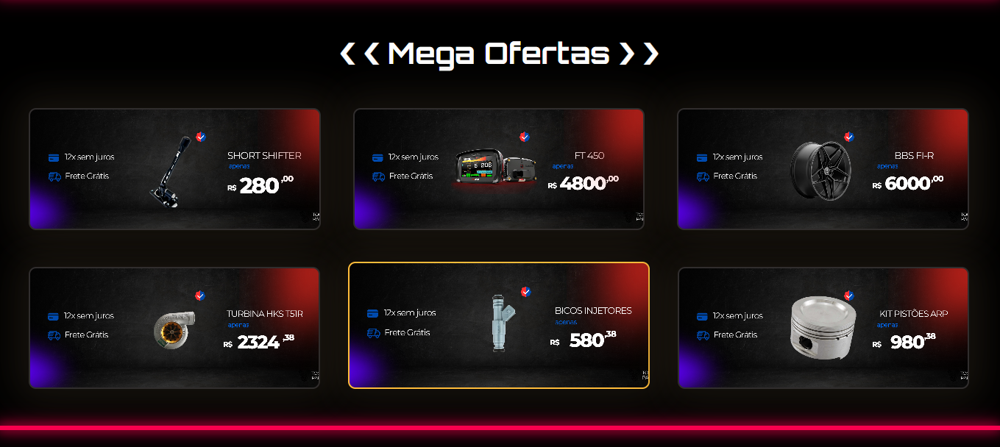 ❮❮ Mega Ofertas ❯❯
12x sem juros
Frete Grátis
SHORT SHIFTER
apenas
R$ 280,00
12x sem juros
Frete Grátis
FT 450
apenas
R$ 4800,00
12x sem juros
Frete Grátis
BBS FI-R
apenas
R$ 6000,00
12x sem juros
Frete Grátis
TURBINA HKS T51R
apenas
R$ 2324,38
12x sem juros
Frete Grátis
BICOS INJETORES
apenas
R$ 580,38
12x sem juros
Frete Grátis
KIT PISTÕES ARP
apenas
R$ 980,38